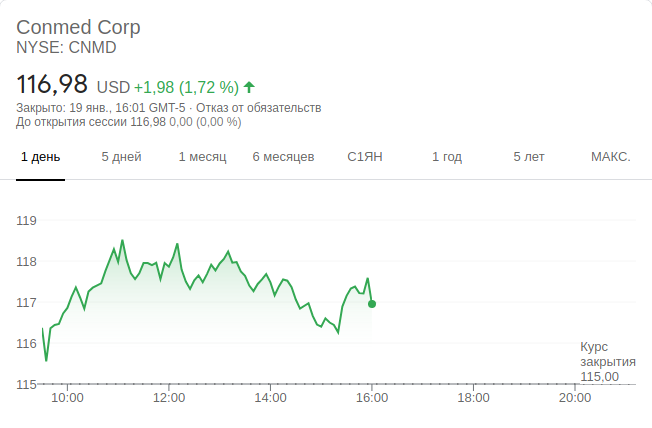 Conmed Corp
NYSE: CNMD
116,98 USD +1,98 (1,72 %)
Закрыто: 19 янв., 16:01 GMT-5 · Отказ от обязательств
До открытия сессии 116,98 0,00 (0,00 %)
1 день 5 дней 1 месяц 6 месяцев С1ЯН 1 год 5 лет МАКС.
119
118
117
116
Курс
закрытия
115,00
115
10:00 12:00 14:00 16:00 18:00 20:00